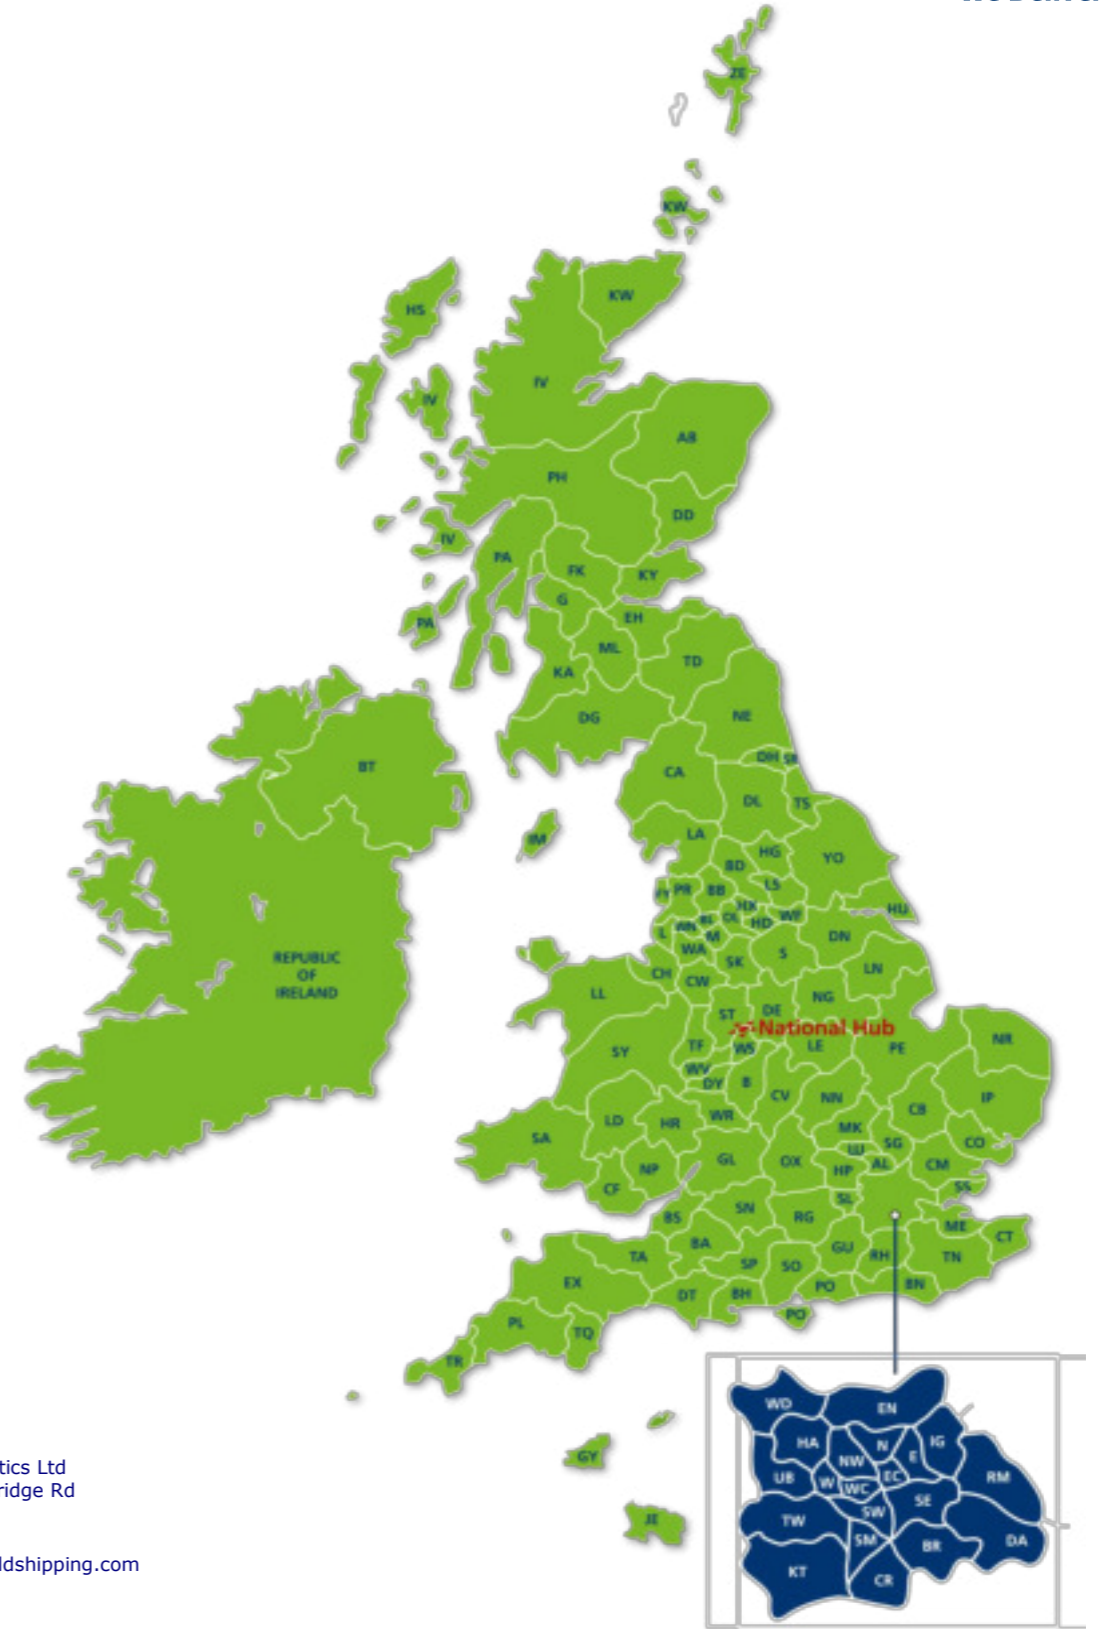 ZE
KW
KW
HS
IV
IV
AB
PH
DD
IV
PA
FK
KY
G
PA
EH
ML
TD
KA
DG
NE
BT
DH SR
CA
DL
TS
IM
LA
HG
YO
BD
LS
FY PR
BB
HX
HU
WN
BL
OL
HD
WF
L
M
DN
WA
S
REPUBLIC
OF
IRELAND
SK
LN
CH
CW
LL
NG
ST
DE
National Hub
NR
SY
TF
WS
LE
PE
WV
DY
B
CV
NN
IP
CB
LD
HR
WR
MK
SG
CO
SA
LU
NP
GL
OX
HP
AL
CM
CF
SL
SS
SN
BS
RG
ME
CT
BA
GU
RH
TN
TA
SP
SO
EX
PO
BN
DT
BH
PO
PL
TQ
TR
WD
EN
HA
N
IG
NW
E
GY
UB
W
WC
EC
RM
SE
SW
JE
TW
SM
BR
DA
KT
CR
tics Ltd
ridge Rd
ldshipping.com